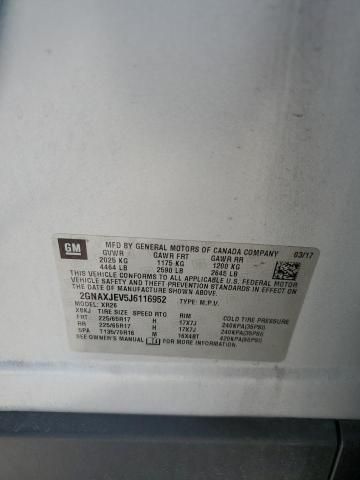 GM
MFD BY GENERAL MOTORS OF CANADA COMPANY 03/17
GVWR GAWR FRT GAWR RR
2025 KG 1175 KG 1200 KG
4464 LB 2590 LB 2645 LB
THIS VEHICLE CONFORMS TO ALL APPLICABLE U.S. FEDERAL MOTOR
VEHICLE SAFETY, BUMPER, AND THEFT PREVENTION STANDARDS
IN EFFECT ON THE DATE OF MANUFACTURE SHOWN ABOVE.
2GNAXJEV5J6116952 TYPE: M.P.V.
MODEL: XR26
XBKJ TIRE SIZE SPEED RTG RIM COLD TIRE PRESSURE
FRT 225/65R17 H 17X7J 240KPA(35PSI)
RR 225/65R17 H 17X7J 240KPA(35PSI)
SPA T135/70R16 M 16X4BT 420KPA(60PSI)
SEE OWNER'S MANUAL FOR ADDITIONAL INFORMATION.